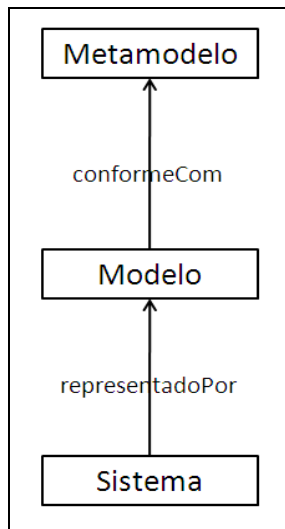 Metamodelo
conformeCom
Modelo
representadoPor
Sistema